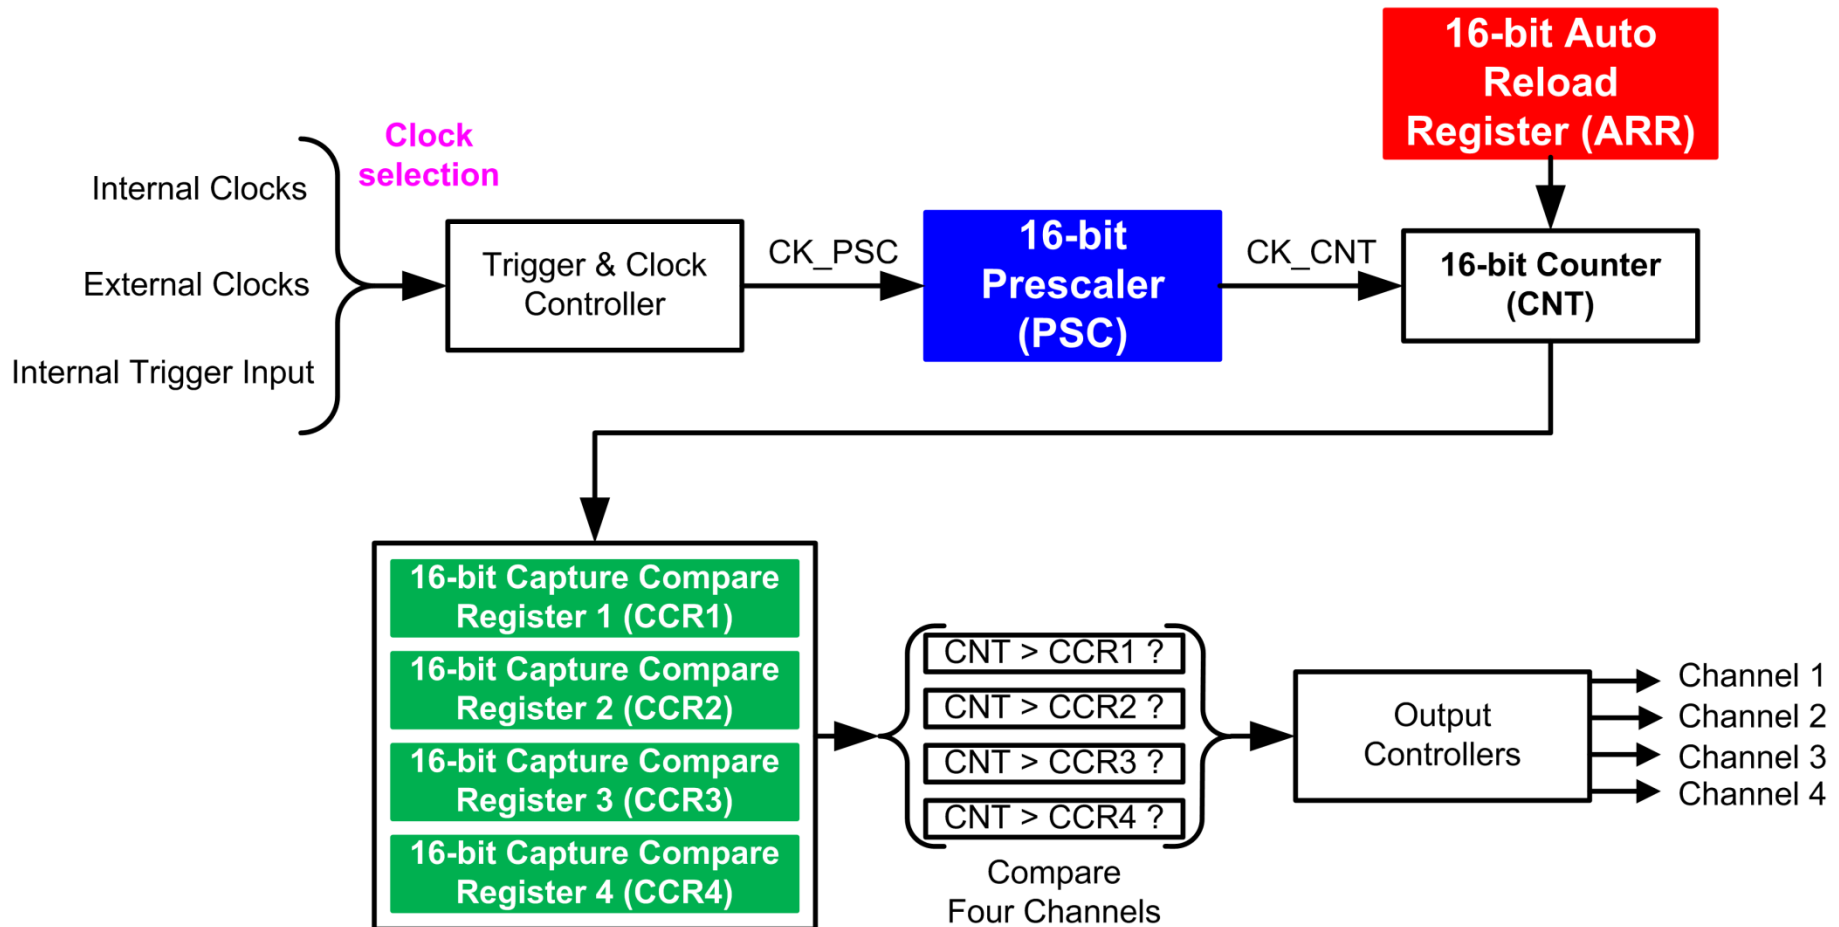 16-bit Auto
Reload
Register (ARR)
Clock
selection
Internal Clocks
External Clocks
Internal Trigger Input
Trigger & Clock
Controller
CK_PSC
16-bit
Prescaler
(PSC)
CK_CNT
16-bit Counter
(CNT)
16-bit Capture Compare
Register 1 (CCR1)
16-bit Capture Compare
Register 2 (CCR2)
16-bit Capture Compare
Register 3 (CCR3)
16-bit Capture Compare
Register 4 (CCR4)
CNT > CCR1 ?
CNT > CCR2 ?
CNT > CCR3 ?
CNT > CCR4 ?
Compare
Four Channels
Output
Controllers
Channel 1
Channel 2
Channel 3
Channel 4